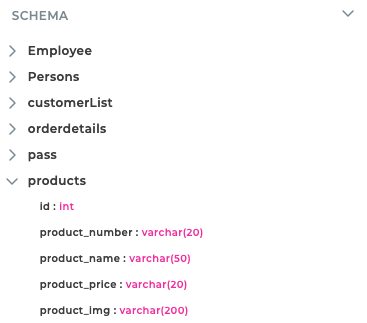 SCHEMA
Employee
Persons
customerList
orderdetails
pass
products
id : int
product_number : varchar(20)
product_name : varchar(50)
product_price : varchar(20)
product_img : varchar(200)